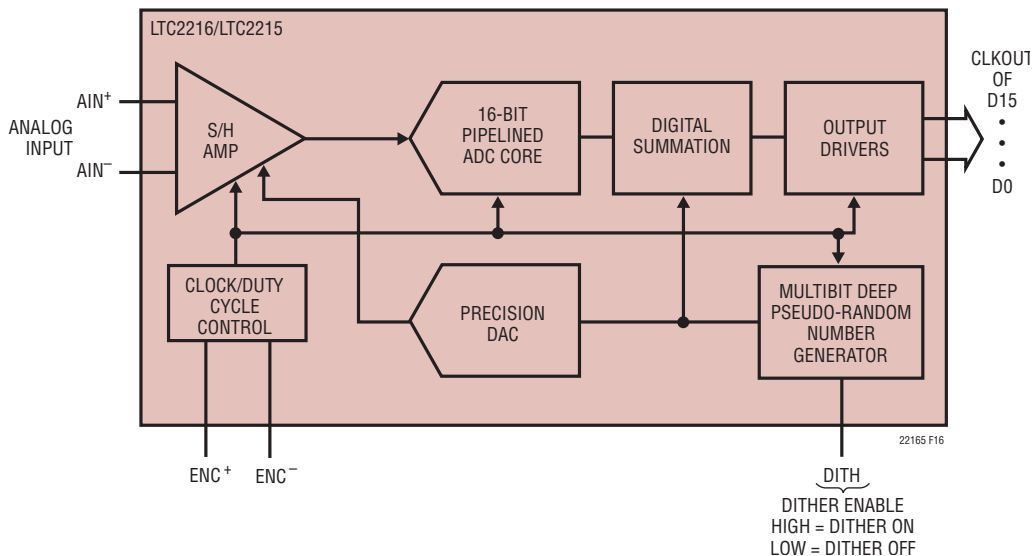 LTC2216/LTC2215
AIN+
ANALOG
INPUT
AIN−
S/H
AMP
16-BIT
PIPELINED
ADC CORE
DIGITAL
SUMMATION
OUTPUT
DRIVERS
CLKOUT
OF
D15
•
•
•
D0
CLOCK/DUTY
CYCLE
CONTROL
PRECISION
DAC
MULTIBIT DEEP
PSEUDO-RANDOM
NUMBER
GENERATOR
22165 F16
ENC+
ENC−
DITH
DITHER ENABLE
HIGH = DITHER ON
LOW = DITHER OFF